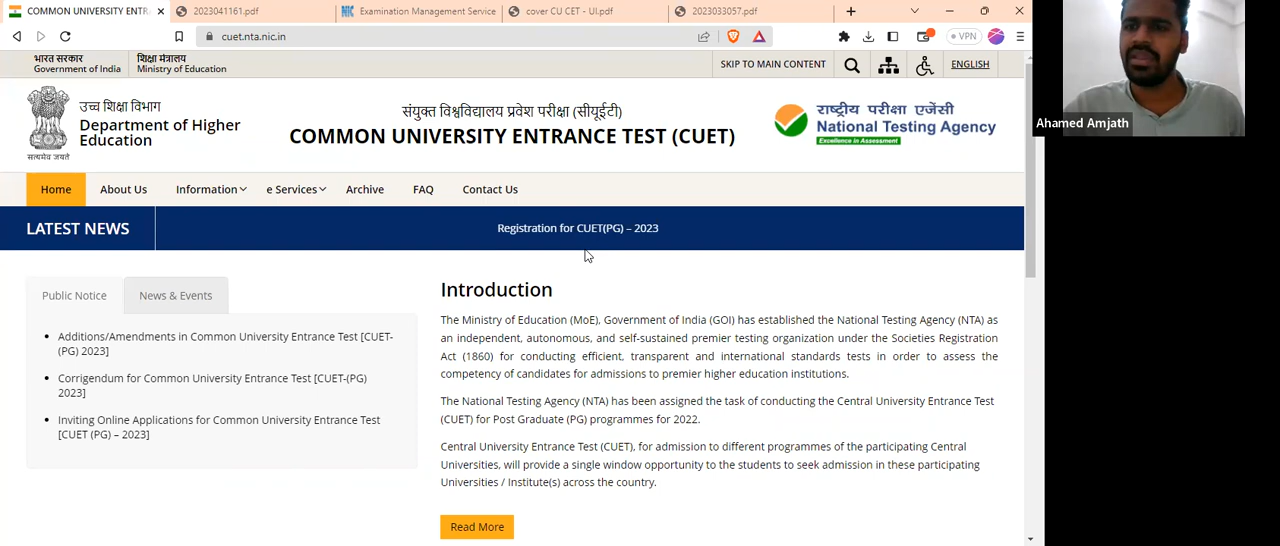 COMMON UNIVERSITY ENTRA
2023041161.pdf
NIC Examination Management Service
cover CU CET - UI.pdf
2023033057.pdf
cuet.nta.nic.in
VPN
भारत सरकार
Government of India
शिक्षा मंत्रालय
Ministry of Education
SKIP TO MAIN CONTENT
ENGLISH
सत्यमेव जयते
उच्च शिक्षा विभाग
Department of Higher
Education
संयुक्त विश्वविद्यालय प्रवेश परीक्षा (सीयूईटी)
COMMON UNIVERSITY ENTRANCE TEST (CUET)
राष्ट्रीय परीक्षा एजेंसी
National Testing Agency
Excellence in Assessment
Ahamed Amjath
Home
About Us
Information
e Services
Archive
FAQ
Contact Us
LATEST NEWS
Registration for CUET(PG) – 2023
Public Notice
News & Events
Additions/Amendments in Common University Entrance Test [CUET-
(PG) 2023]
Corrigendum for Common University Entrance Test [CUET-(PG)
2023]
Inviting Online Applications for Common University Entrance Test
[CUET (PG) – 2023]
Introduction
The Ministry of Education (MoE), Government of India (GOI) has established the National Testing Agency (NTA) as
an independent, autonomous, and self-sustained premier testing organization under the Societies Registration
Act (1860) for conducting efficient, transparent and international standards tests in order to assess the
competency of candidates for admissions to premier higher education institutions.
The National Testing Agency (NTA) has been assigned the task of conducting the Central University Entrance Test
(CUET) for Post Graduate (PG) programmes for 2022.
Central University Entrance Test (CUET), for admission to different programmes of the participating Central
Universities, will provide a single window opportunity to the students to seek admission in these participating
Universities / Institute(s) across the country.
Read More